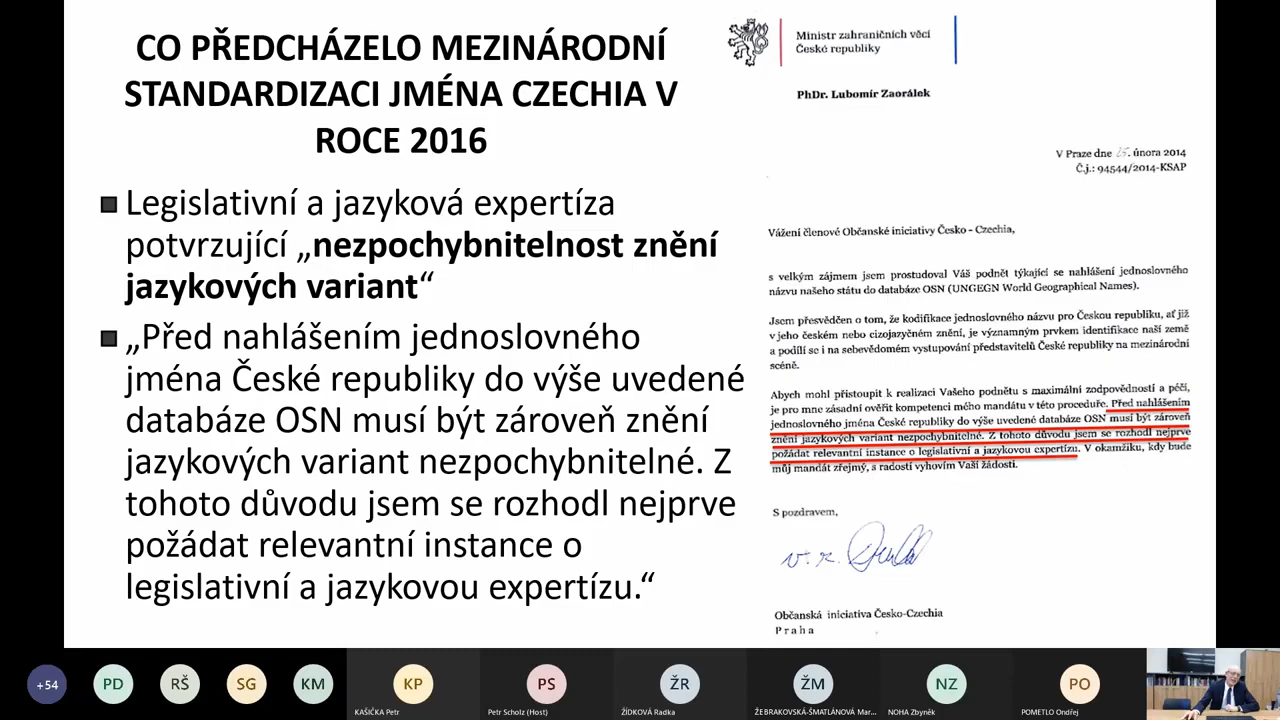 CO PŘEDCHÁZELO MEZINÁRODNÍ
STANDARDIZACI JMÉNA CZECHIA V
ROCE 2016
Legislativní a jazyková expertíza
potvrzující „nezpochybnitelnost znění
jazykových variant“
„Před nahlášením jednoslovného
jména České republiky do výše uvedené
databáze OSN musí být zároveň znění
jazykových variant nezpochybnitelné. Z
tohoto důvodu jsem se rozhodl nejprve
požádat relevantní instance o
legislativní a jazykovou expertízu.“
Ministr zahraničních věcí
České republiky
PhDr. Lubomír Zaorálek
V Praze dne 25. února 2014
Č.j.: 94544/2014-KSAP
Vážení členové Občanské iniciativy Česko - Czechia,
s velkým zájmem jsem prostudoval Váš podnět týkající se nahlášení jednoslovného
názvu našeho státu do databáze OSN (UNGEGN World Geographical Names).
Jsem přesvědčen o tom, že kodifikace jednoslovného názvu pro Českou republiku, ať již
v jeho českém nebo cizojazyčném znění, je významným prvkem identifikace naší země
a podílí se i na sebevědomém vystupování představitelů České republiky na mezinárodní
scéně.
Abych mohl přistoupit k realizaci Vašeho podnětu s maximální zodpovědností a péčí,
je pro mne zásadní ověřit kompetenci mého mandátu v této proceduře. Před nahlášením
jednoslovného jména České republiky do výše uvedené databáze OSN musí být zároveň
znění jazykových variant nezpochybnitelné. Z tohoto důvodu jsem se rozhodl nejprve
požádat relevantní instance o legislativní a jazykovou expertízu. V okamžiku, kdy bude
můj mandát zřejmý, s radostí vyhovím Vaší žádosti.
S pozdravem,
Občanská iniciativa Česko-Czechia
Praha
+54
PD
RŠ
SG
KM
KP
KAŠIČKA Petr
PS
Petr Scholz (Host)
ŽR
ŽÍDKOVÁ Radka
ŽM
ŽEBRAKOVSKÁ-ŠMATLÁNOVÁ Mar...
NZ
NOHA Zbyněk
PO
POMETLO Ondřej